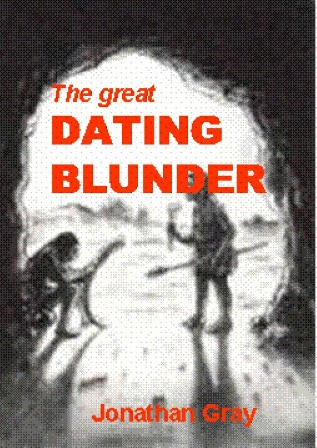 The great
DATING
BLUNDER
Jonathan Gray